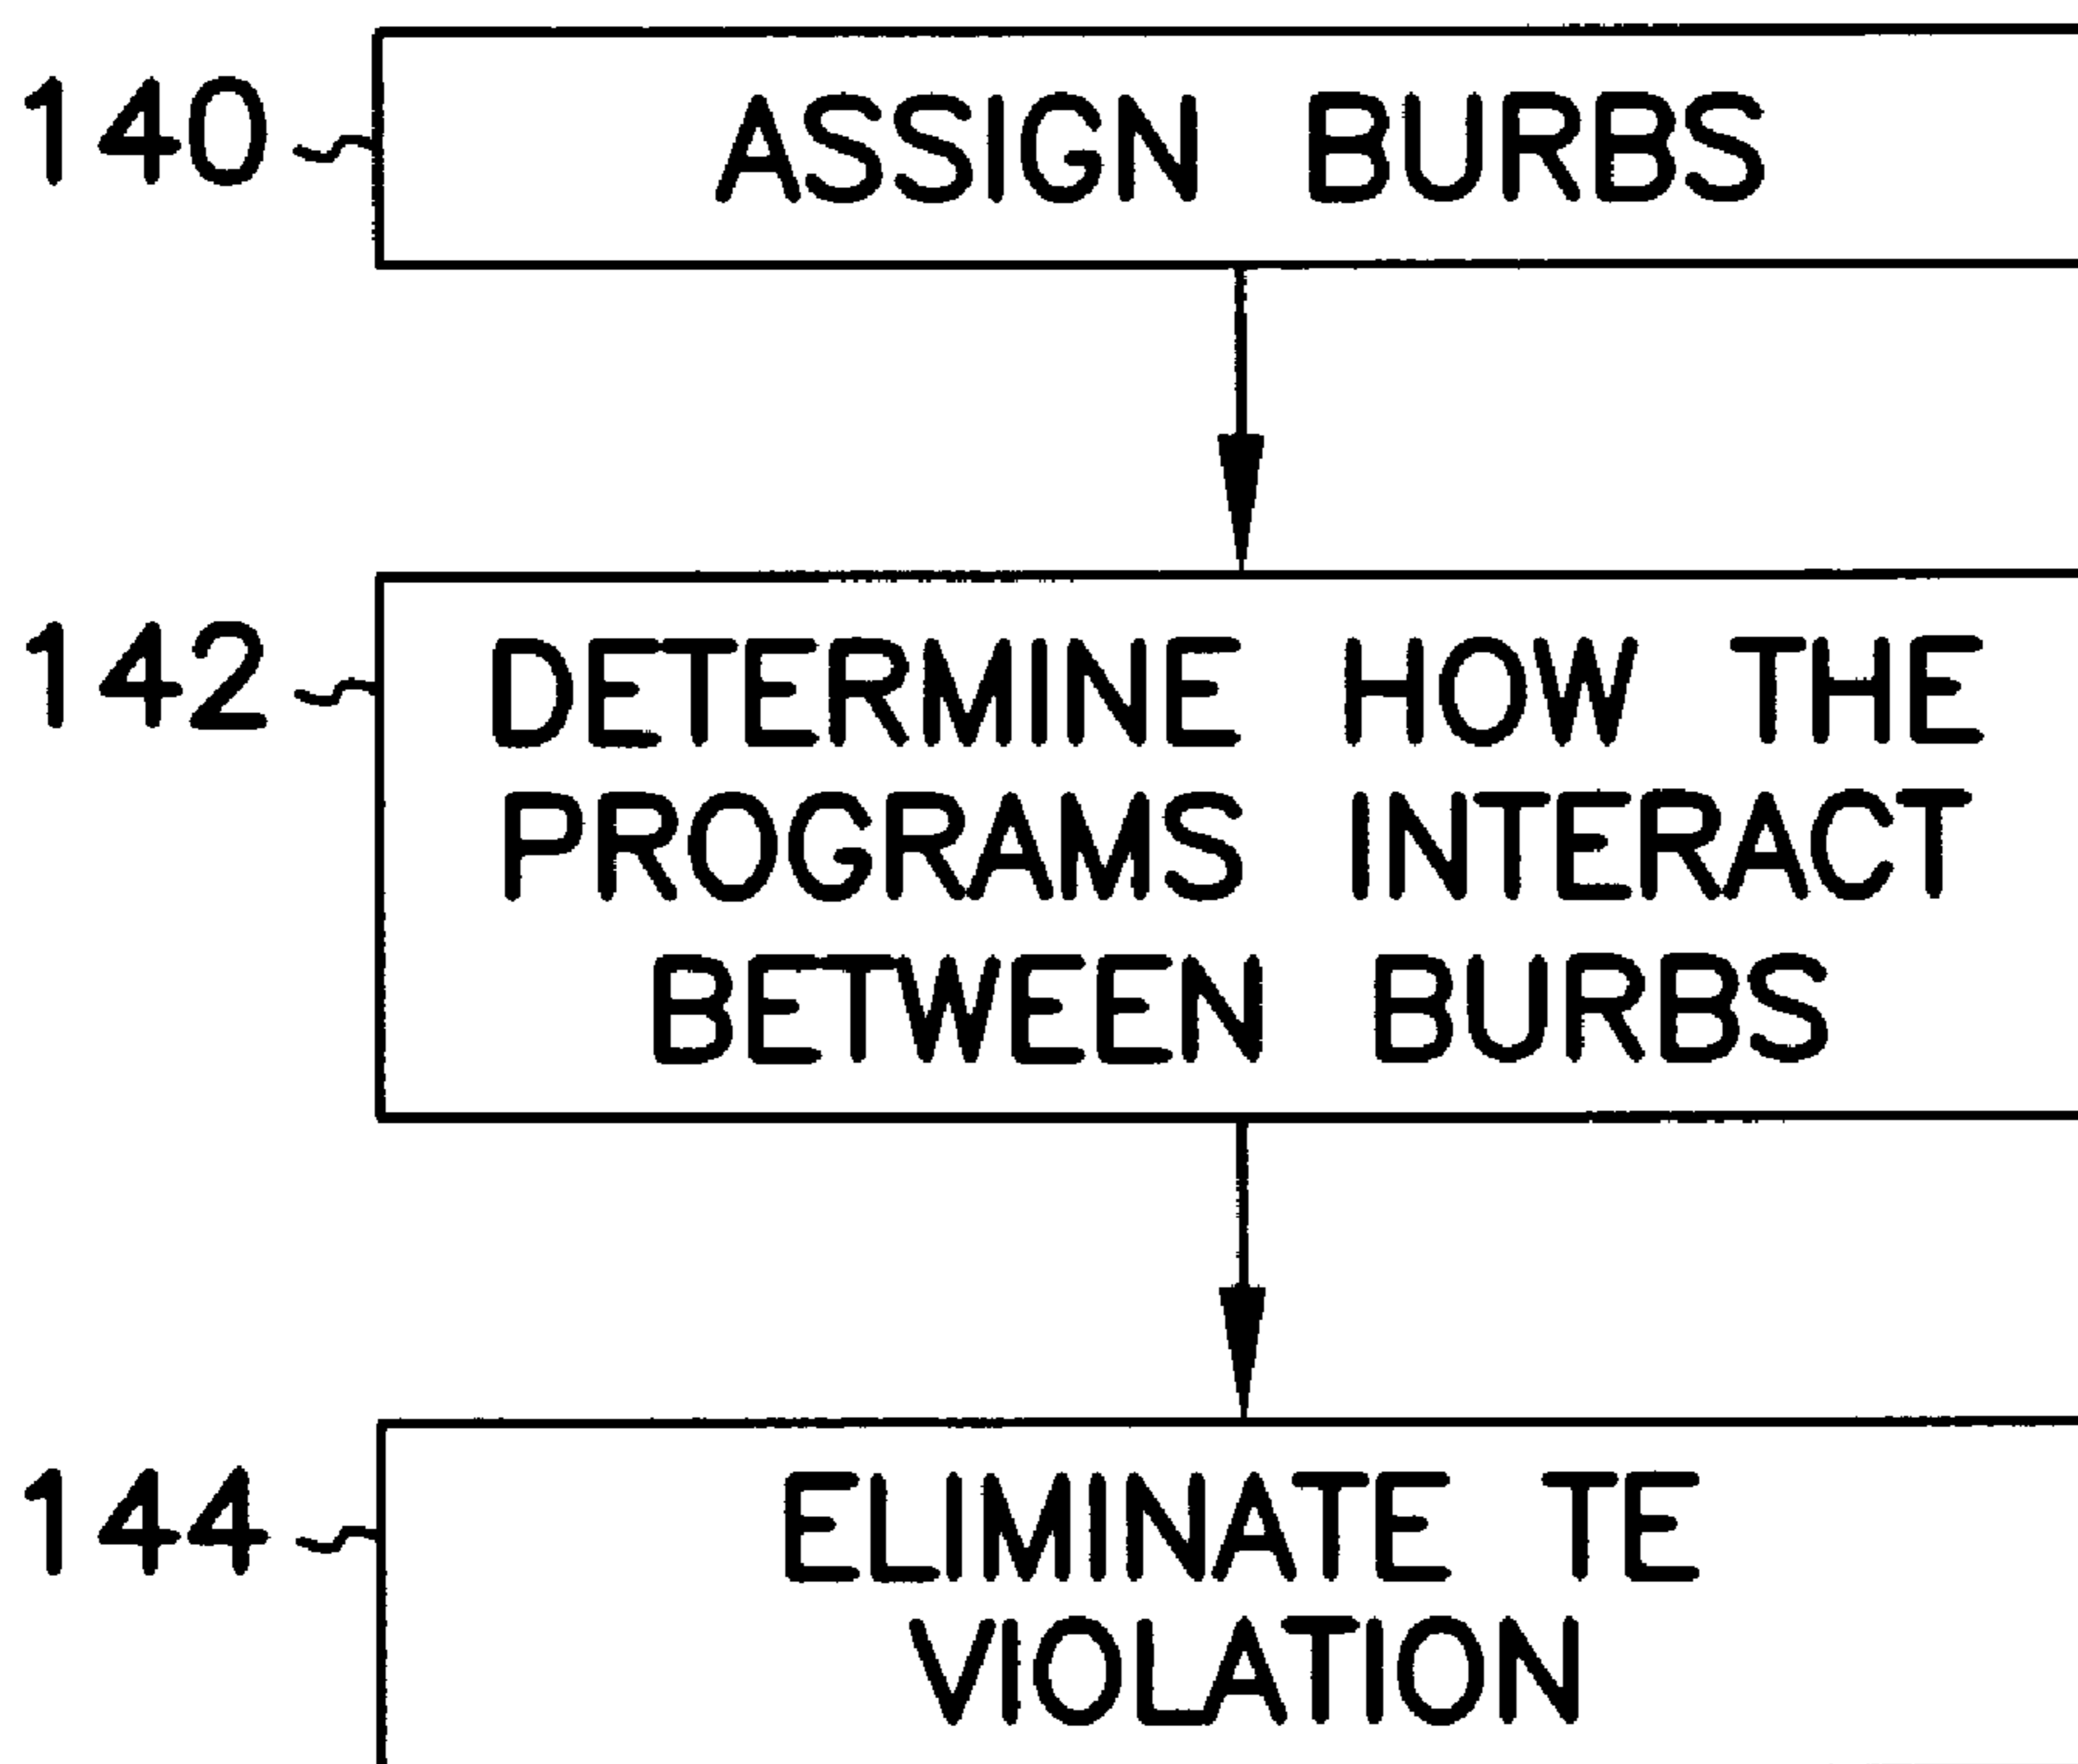 140 ASSIGN BURBS
142 DETERMINE HOW THE
PROGRAMS INTERACT
BETWEEN BURBS
144 ELIMINATE TE
VIOLATION